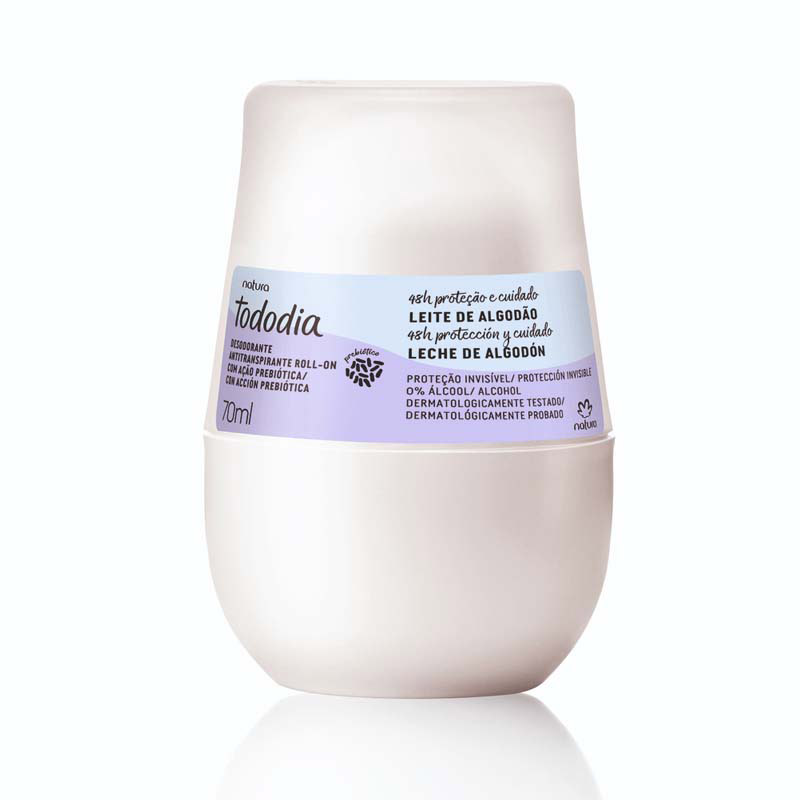 natura
tododia
DESODORANTE
ANTITRANSPIRANTE ROLL-ON
COM AÇÃO PREBIÓTICA/
CON ACCIÓN PREBIÓTICA
70ml
prebiótico
48h proteção e cuidado
LEITE DE ALGODÃO
48h protección y cuidado
LECHE DE ALGODÓN
PROTEÇÃO INVISÍVEL/ PROTECCIÓN INVISIBLE
0% ÁLCOOL/ ALCOHOL
DERMATOLOGICAMENTE TESTADO/
DERMATOLÓGICAMENTE PROBADO
natura